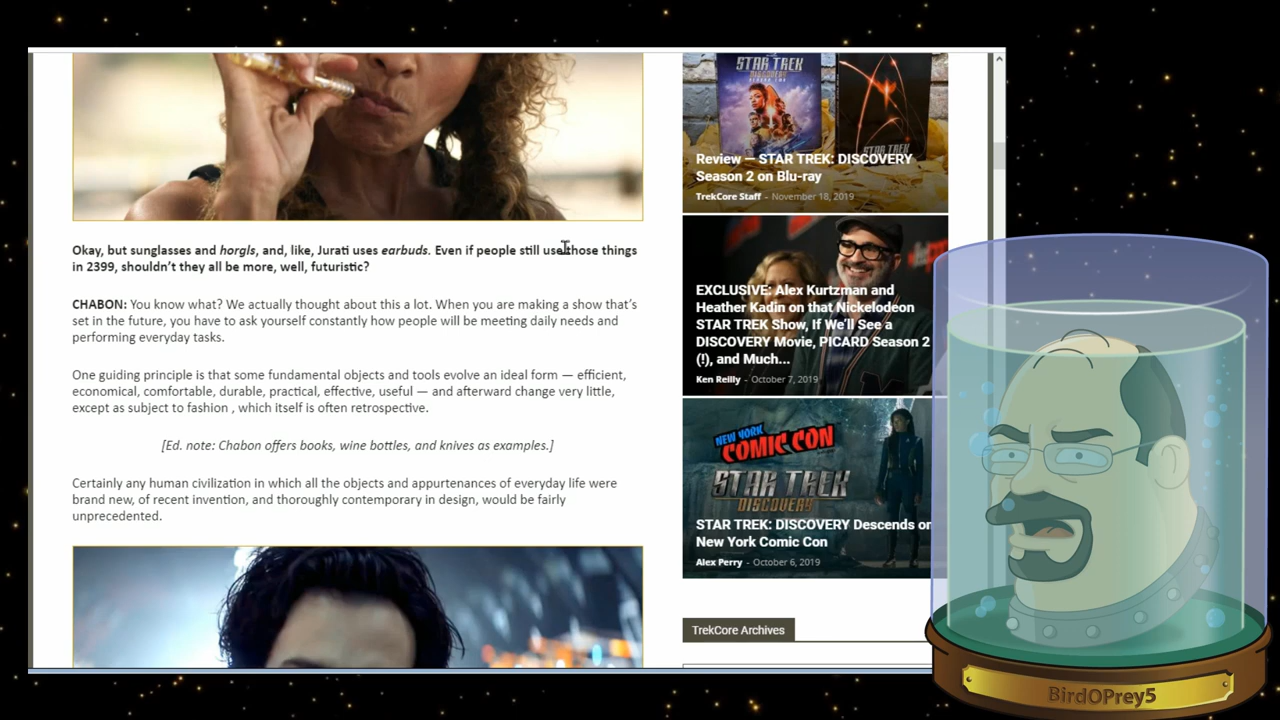 Okay, but sunglasses and horgls, and, like, Jurati uses earbuds. Even if people still use those things
in 2399, shouldn't they all be more, well, futuristic?
CHABON: You know what? We actually thought about this a lot. When you are making a show that's
set in the future, you have to ask yourself constantly how people will be meeting daily needs and
performing everyday tasks.
One guiding principle is that some fundamental objects and tools evolve an ideal form — efficient,
economical, comfortable, durable, practical, effective, useful — and afterward change very little,
except as subject to fashion , which itself is often retrospective.
[Ed. note: Chabon offers books, wine bottles, and knives as examples.]
Certainly any human civilization in which all the objects and appurtenances of everyday life were
brand new, of recent invention, and thoroughly contemporary in design, would be fairly
unprecedented.
STAR TREK
DISCOVERY
STAR TREK
Review — STAR TREK: DISCOVERY
Season 2 on Blu-ray
TrekCore Staff - November 18, 2019
EXCLUSIVE: Alex Kurtzman and
Heather Kadin on that Nickelodeon
STAR TREK Show, If We'll See a
DISCOVERY Movie, PICARD Season 2
(!), and Much...
Ken Reilly - October 7, 2019
NEW YORK
COMIC CON
STAR TREK
DISCOVERY
STAR TREK: DISCOVERY Descends on
New York Comic Con
Alex Perry - October 6, 2019
TrekCore Archives
BirdOPrey5